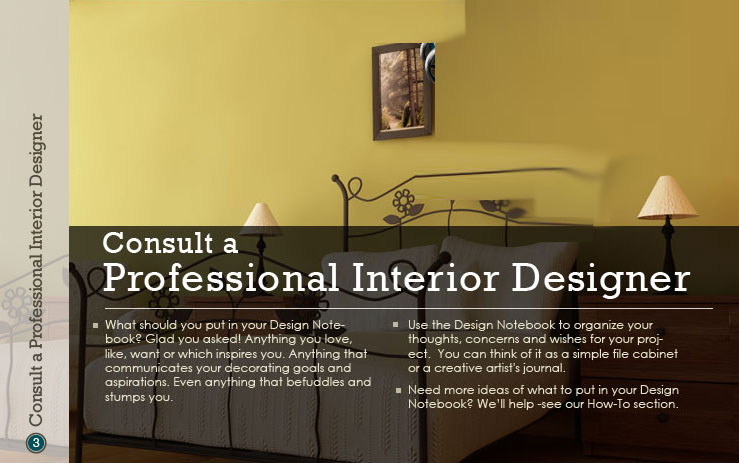 Consult a Professional Interior Designer
3
Consult a
Professional Interior Designer
What should you put in your Design Note-
book? Glad you asked! Anything you love,
like, want or which inspires you. Anything that
communicates your decorating goals and
aspirations. Even anything that befuddles and
stumps you.
Use the Design Notebook to organize your
thoughts, concerns and wishes for your proj-
ect. You can think of it as a simple file cabinet
or a creative artist's journal.
Need more ideas of what to put in your Design
Notebook? We'll help -see our How-To section.